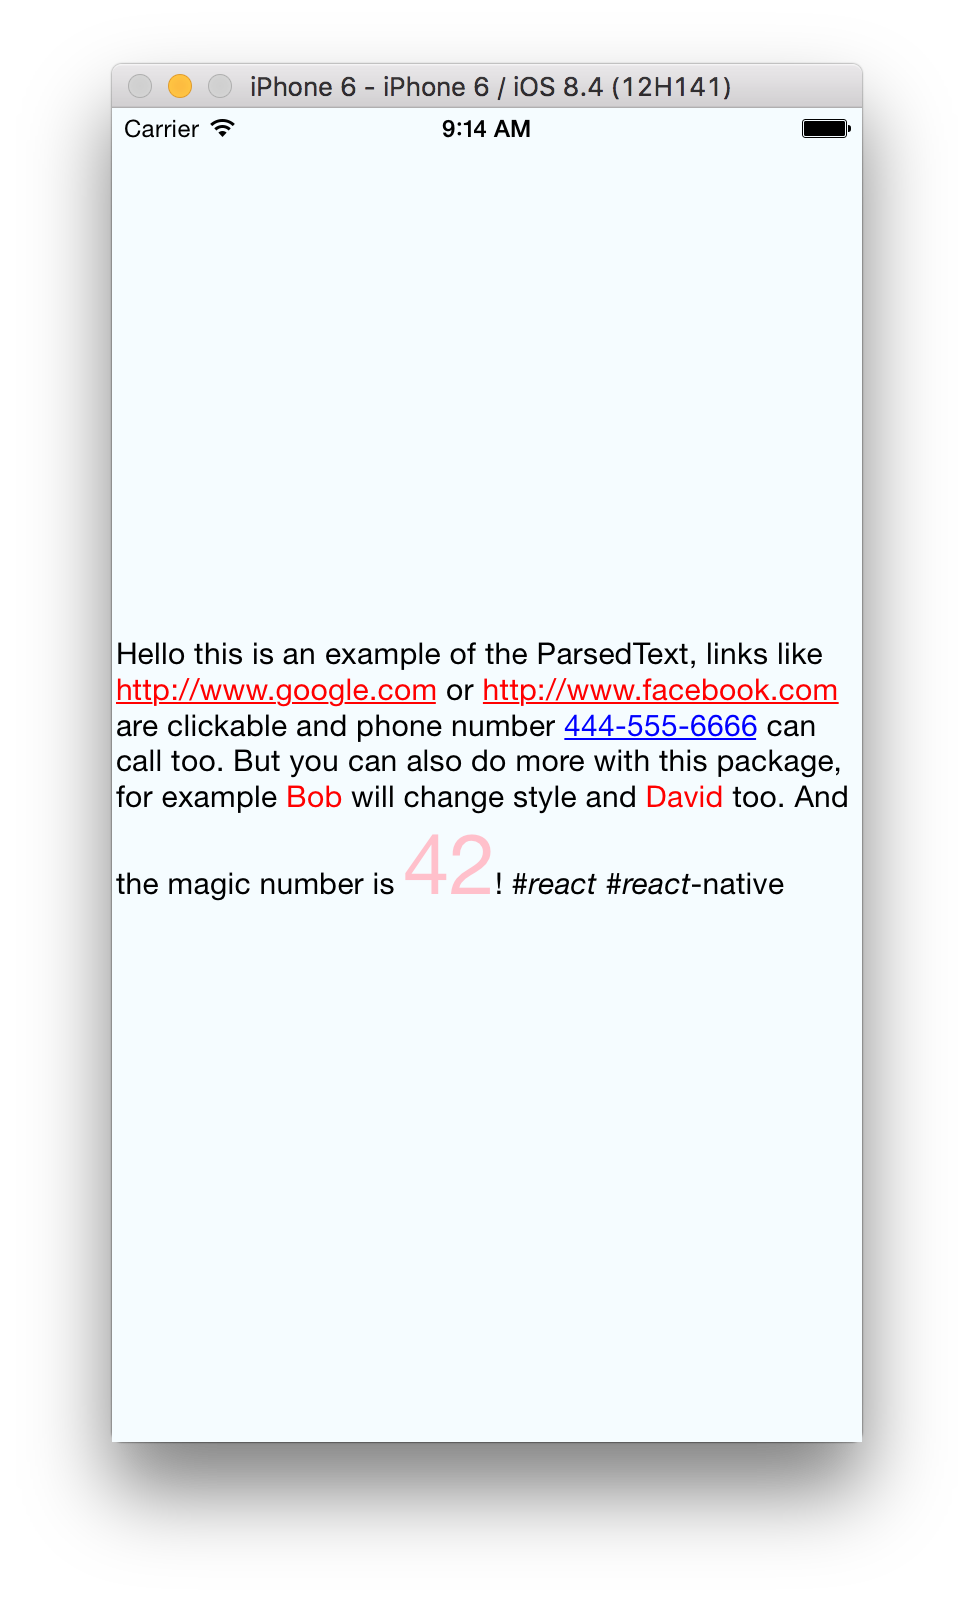 iPhone 6 - iPhone 6 / iOS 8.4 (12H141)
Carrier 9:14 AM
Hello this is an example of the ParsedText, links like
http://www.google.com or http://www.facebook.com
are clickable and phone number 444-555-6666 can
call too. But you can also do more with this package,
for example Bob will change style and David too. And
the magic number is 42! #react #react-native